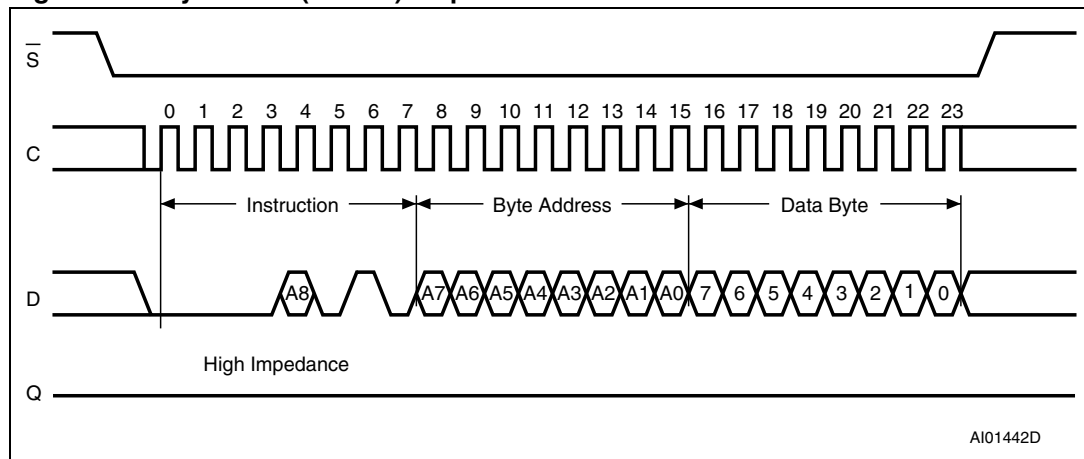 S
0 1 2 3 4 5 6 7 8 9 10 11 12 13 14 15 16 17 18 19 20 21 22 23
C
Instruction Byte Address Data Byte
D A8 A7 A6 A5 A4 A3 A2 A1 A0 7 6 5 4 3 2 1 0
High Impedance
Q
AI01442D